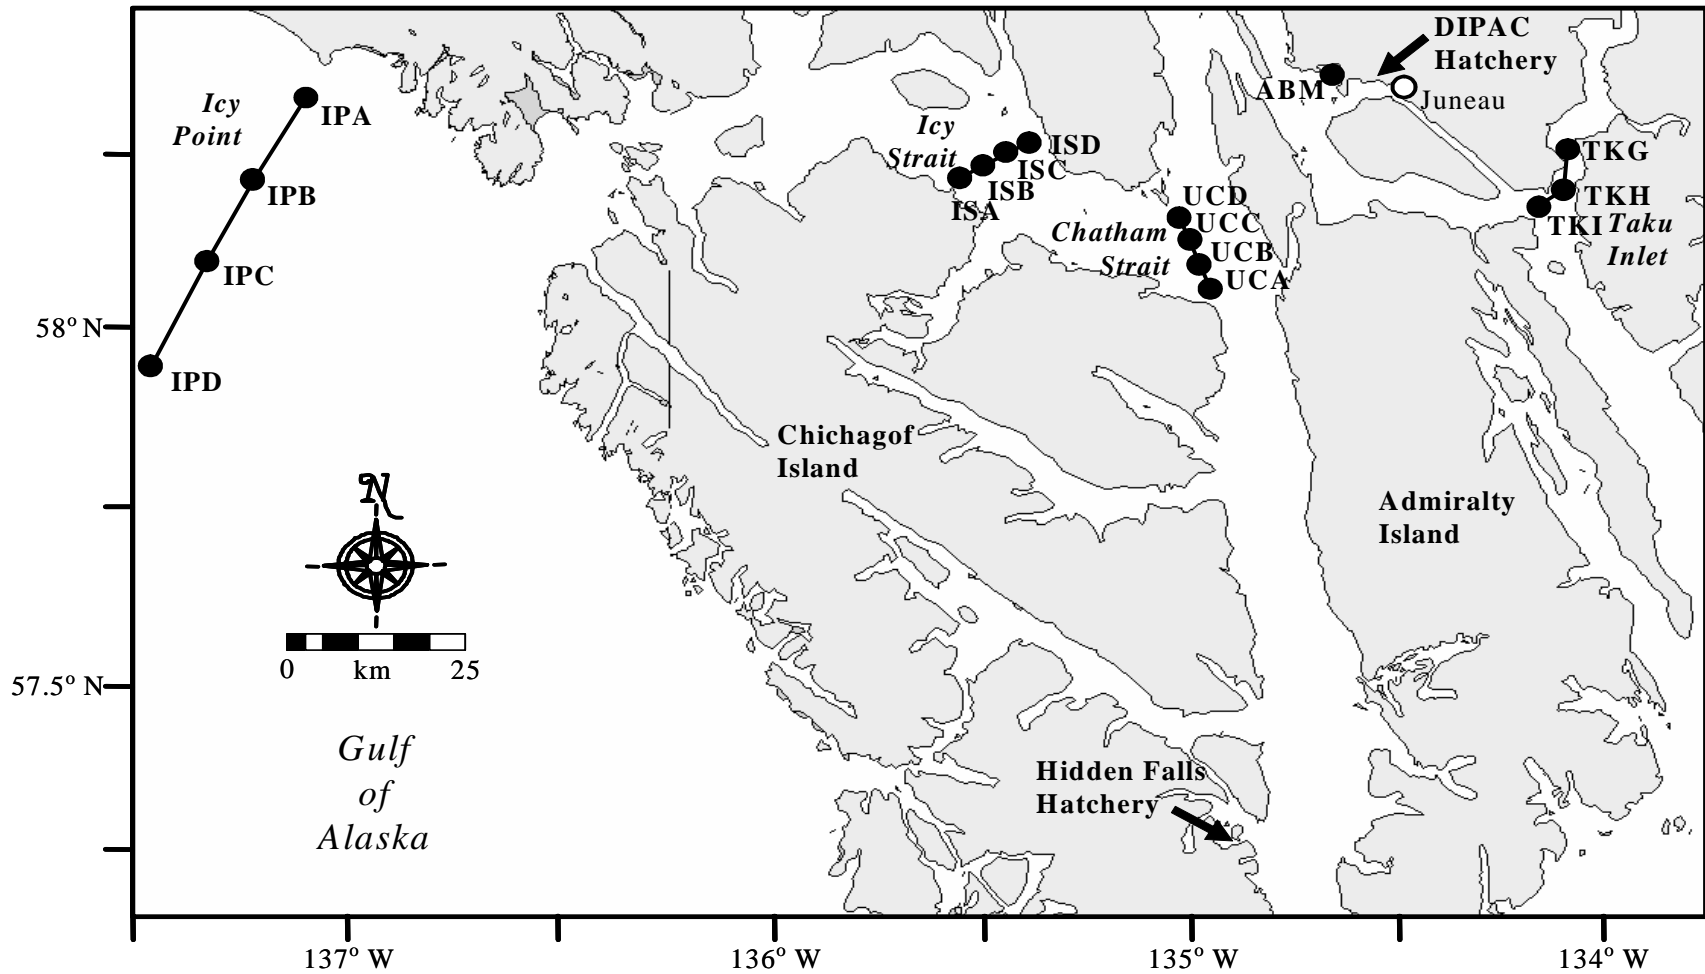 DIPAC
Hatchery
ABM
Juneau
Icy
Point
IPA
Icy
Strait
ISD
ISC
ISB
ISA
TKG
TKH
TKI
Taku
Inlet
IPB
UCD
UCC
UCB
UCA
Chatham
Strait
IPC
58° N
IPD
Chichagof
Island
N
Admiralty
Island
0 km 25
57.5° N
Gulf
of
Alaska
Hidden Falls
Hatchery
137° W 136° W 135° W 134° W